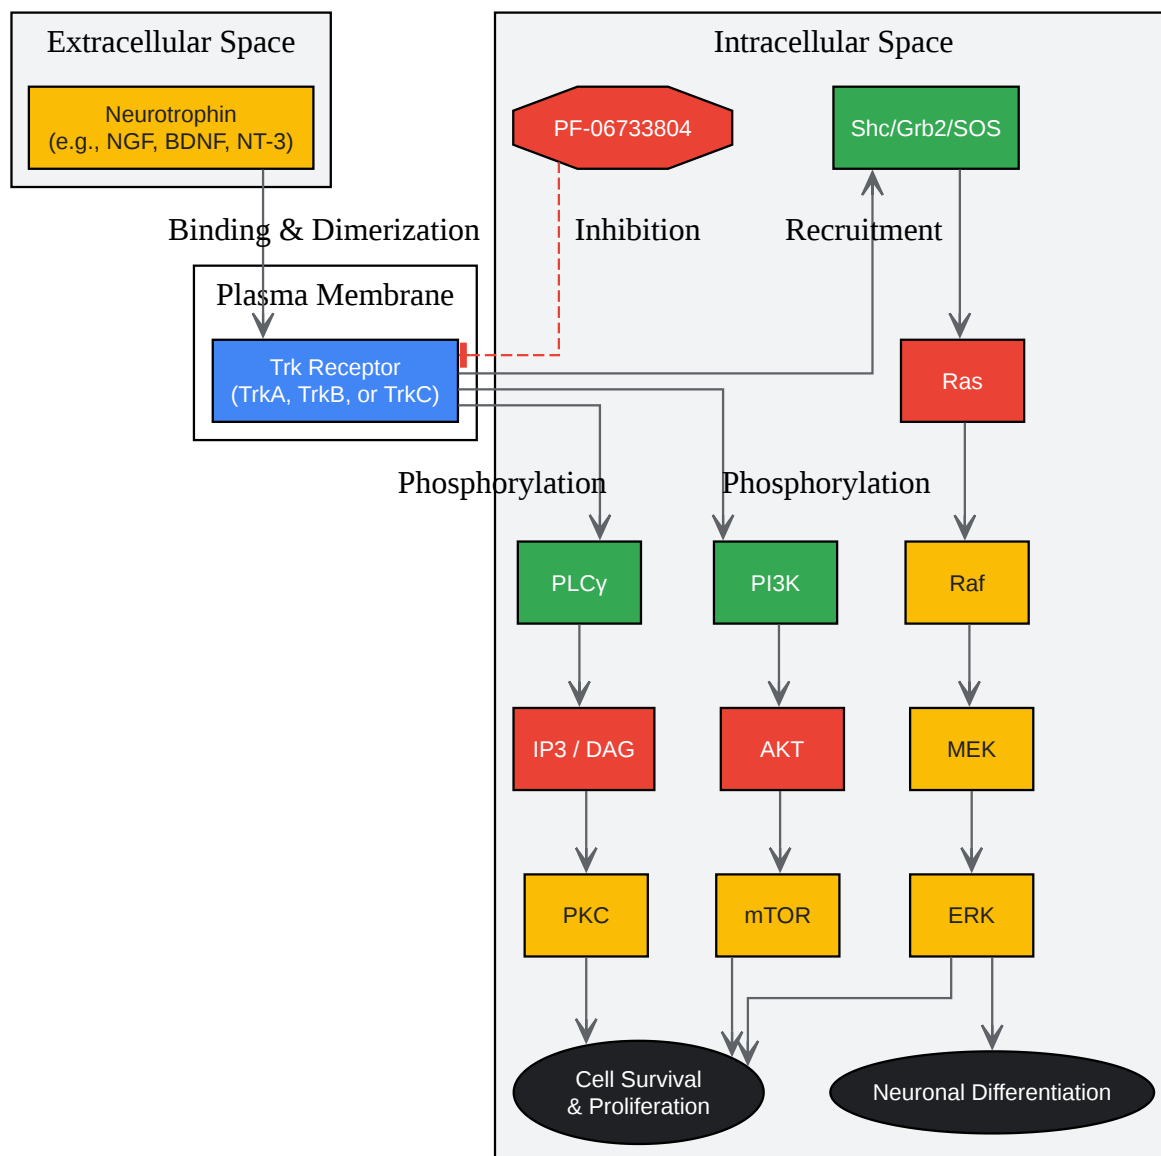 Extracellular Space
Intracellular Space
Neurotrophin
(e.g., NGF, BDNF, NT-3)
PF-06733804
Shc/Grb2/SOS
Binding & Dimerization
Inhibition
Recruitment
Plasma Membrane
Trk Receptor
(TrkA, TrkB, or TrkC)
Ras
Phosphorylation
Phosphorylation
PLCγ
PI3K
Raf
IP3 / DAG
AKT
MEK
PKC
mTOR
ERK
Cell Survival
& Proliferation
Neuronal Differentiation